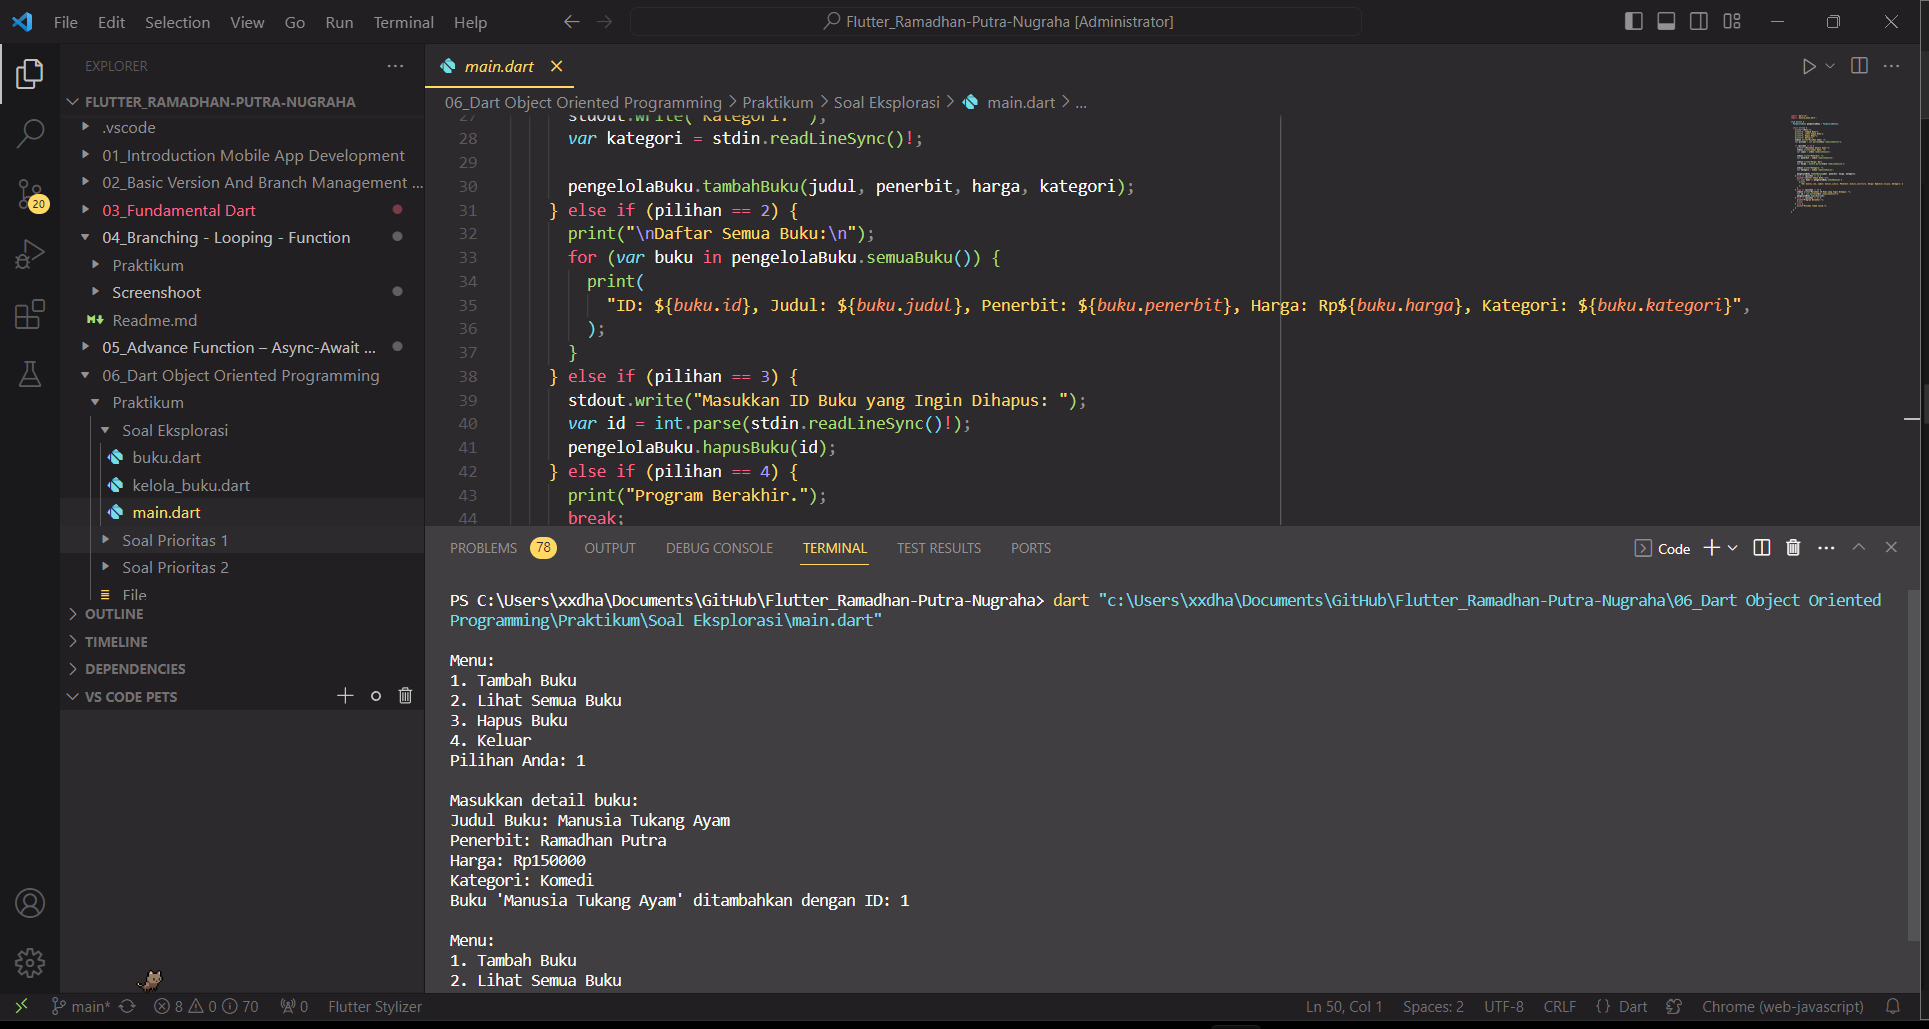 File Edit Selection View Go Run Terminal Help
Flutter_Ramadhan-Putra-Nugraha [Administrator]
EXPLORER
FLUTTER_RAMADHAN-PUTRA-NUGRAHA
.vscode
01_Introduction Mobile App Development
02_Basic Version And Branch Management ...
03_Fundamental Dart
04_Branching - Looping - Function
Praktikum
Screenshoot
Readme.md
05_Advance Function – Async-Await ...
06_Dart Object Oriented Programming
Praktikum
Soal Eksplorasi
buku.dart
kelola_buku.dart
main.dart
Soal Prioritas 1
Soal Prioritas 2
File
OUTLINE
TIMELINE
DEPENDENCIES
VS CODE PETS
20
main.dart
06_Dart Object Oriented Programming > Praktikum > Soal Eksplorasi > main.dart > ...
27 stdout.write("Kategori: ");
28 var kategori = stdin.readLineSync()!;
29
30 pengelolaBuku.tambahBuku(judul, penerbit, harga, kategori);
31 } else if (pilihan == 2) {
32 print("\nDaftar Semua Buku:\n");
33 for (var buku in pengelolaBuku.semuaBuku()) {
34 print(
35 "ID: ${buku.id}, Judul: ${buku.judul}, Penerbit: ${buku.penerbit}, Harga: Rp${buku.harga}, Kategori: ${buku.kategori}",
36 );
37 }
38 } else if (pilihan == 3) {
39 stdout.write("Masukkan ID Buku yang Ingin Dihapus: ");
40 var id = int.parse(stdin.readLineSync()!);
41 pengelolaBuku.hapusBuku(id);
42 } else if (pilihan == 4) {
43 print("Program Berakhir.");
44 break;
PROBLEMS 78 OUTPUT DEBUG CONSOLE TERMINAL TEST RESULTS PORTS
Code
PS C:\Users\xxdha\Documents\GitHub\Flutter_Ramadhan-Putra-Nugraha> dart "c:\Users\xxdha\Documents\GitHub\Flutter_Ramadhan-Putra-Nugraha\06_Dart Object Oriented
Programming\Praktikum\Soal Eksplorasi\main.dart"
Menu:
1. Tambah Buku
2. Lihat Semua Buku
3. Hapus Buku
4. Keluar
Pilihan Anda: 1
Masukkan detail buku:
Judul Buku: Manusia Tukang Ayam
Penerbit: Ramadhan Putra
Harga: Rp150000
Kategori: Komedi
Buku 'Manusia Tukang Ayam' ditambahkan dengan ID: 1
Menu:
1. Tambah Buku
2. Lihat Semua Buku
main* 8 0 70 0 Flutter Stylizer
Ln 50, Col 1 Spaces: 2 UTF-8 CRLF {} Dart Chrome (web-javascript)